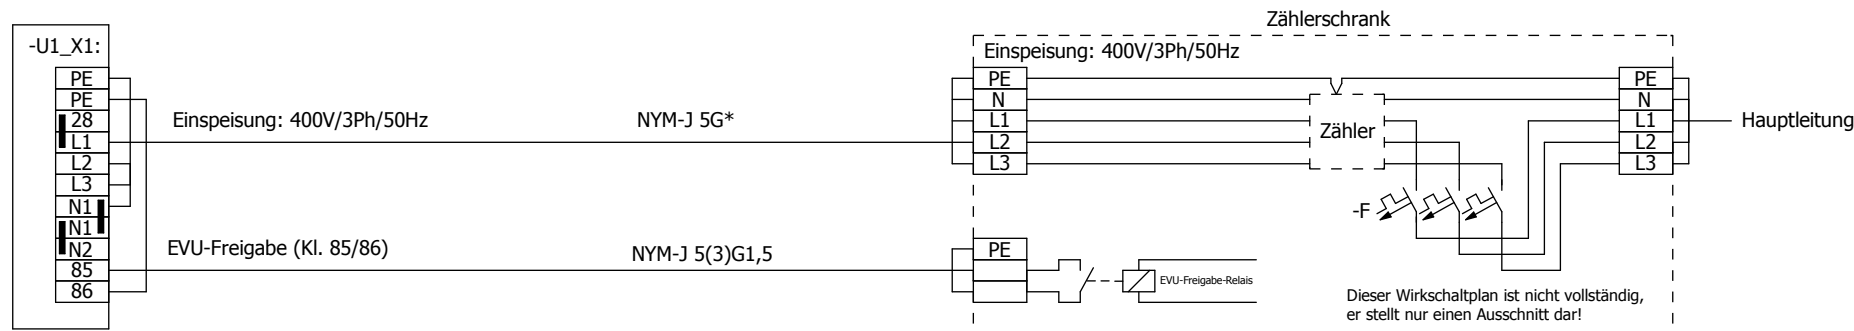 Zählerschrank
-U1_X1:
PE
PE
28
L1
L2
L3
N1
N1
N2
85
86
Einspeisung: 400V/3Ph/50Hz
NYM-J 5G*
EVU-Freigabe (Kl. 85/86)
NYM-J 5(3)G1,5
Einspeisung: 400V/3Ph/50Hz
PE
N
L1
L2
L3
Zähler
-F
PE
N
L1
L2
L3
Hauptleitung
PE
EVU-Freigabe-Relais
Dieser Wirkschaltplan ist nicht vollständig,
er stellt nur einen Ausschnitt dar!